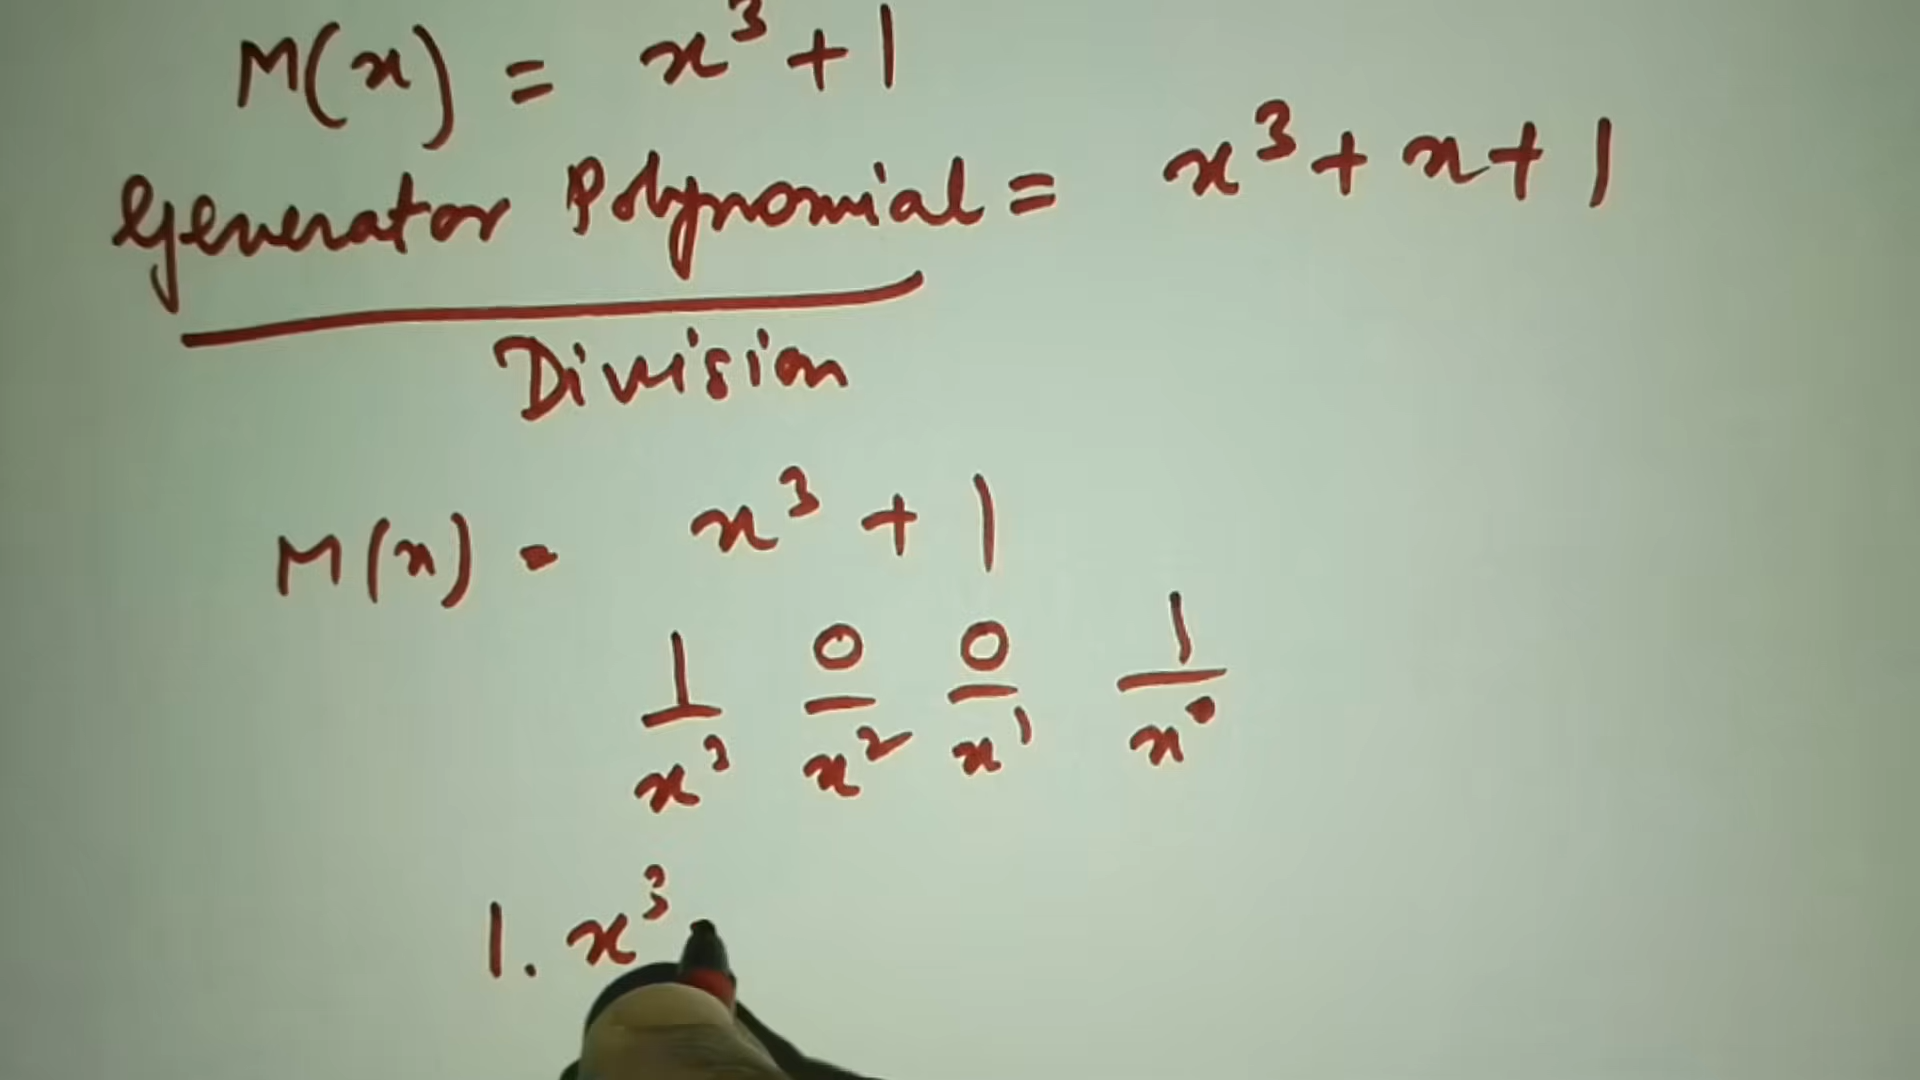 M(x) = x³ + 1
Generator Polynomial = x³ + x + 1
Division
M(x) = x³ + 1
1 0 0 1
x³ x² x¹ x⁰
1. x³